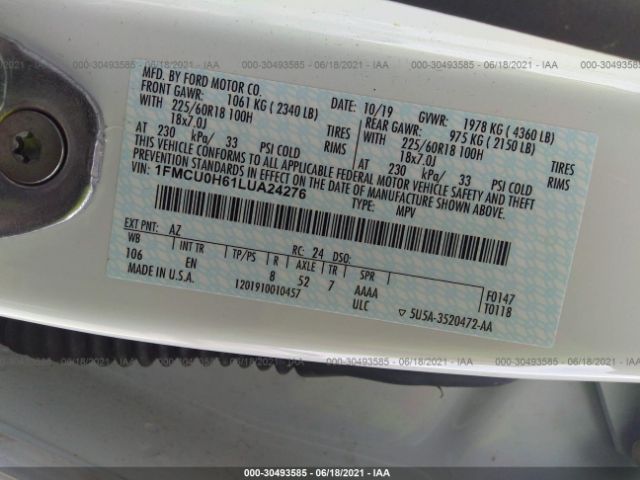 000-30493585 - 06/18/2021 - IAA
MFD. BY FORD MOTOR CO.
DATE: 10/19 GVWR: 1978 KG ( 4360 LB)
FRONT GAWR: 1061 KG ( 2340 LB) REAR GAWR: 975 KG ( 2150 LB)
WITH 225/60R18 100H TIRES WITH 225/60R18 100H TIRES
18x7.0J RIMS 18x7.0J RIMS
AT 230 kPa/ 33 PSI COLD AT 230 kPa/ 33 PSI COLD
THIS VEHICLE CONFORMS TO ALL APPLICABLE FEDERAL MOTOR VEHICLE SAFETY AND THEFT
PREVENTION STANDARDS IN EFFECT ON THE DATE OF MANUFACTURE SHOWN ABOVE.
VIN: 1FMCU0H61LUA24276
TYPE: MPV
EXT PNT: AZ RC: 24 DSO:
WB INT TR TP/PS R AXLE TR SPR
106 EN 8 52 7 AAAA F0147
MADE IN U.S.A. 1201910010457 ULC T0118
▽ 5U5A-3520472-AA
000-30493585 - 06/18/2021 - IAA